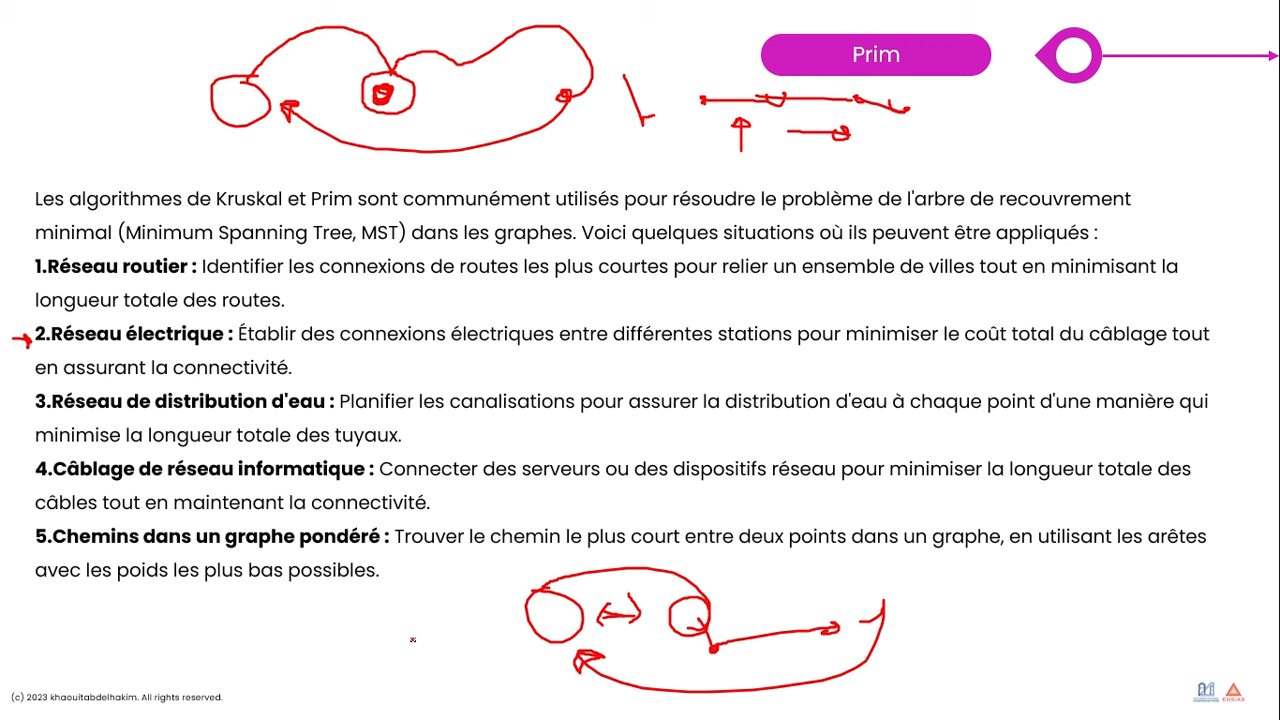 Prim
Les algorithmes de Kruskal et Prim sont communément utilisés pour résoudre le problème de l'arbre de recouvrement
minimal (Minimum Spanning Tree, MST) dans les graphes. Voici quelques situations où ils peuvent être appliqués :
1.Réseau routier : Identifier les connexions de routes les plus courtes pour relier un ensemble de villes tout en minimisant la
longueur totale des routes.
2.Réseau électrique : Établir des connexions électriques entre différentes stations pour minimiser le coût total du câblage tout
en assurant la connectivité.
3.Réseau de distribution d'eau : Planifier les canalisations pour assurer la distribution d'eau à chaque point d'une manière qui
minimise la longueur totale des tuyaux.
4.Câblage de réseau informatique : Connecter des serveurs ou des dispositifs réseau pour minimiser la longueur totale des
câbles tout en maintenant la connectivité.
5.Chemins dans un graphe pondéré : Trouver le chemin le plus court entre deux points dans un graphe, en utilisant les arêtes
avec les poids les plus bas possibles.
(c) 2023 khaouitabdelhakim. All rights reserved.
ENSIAS